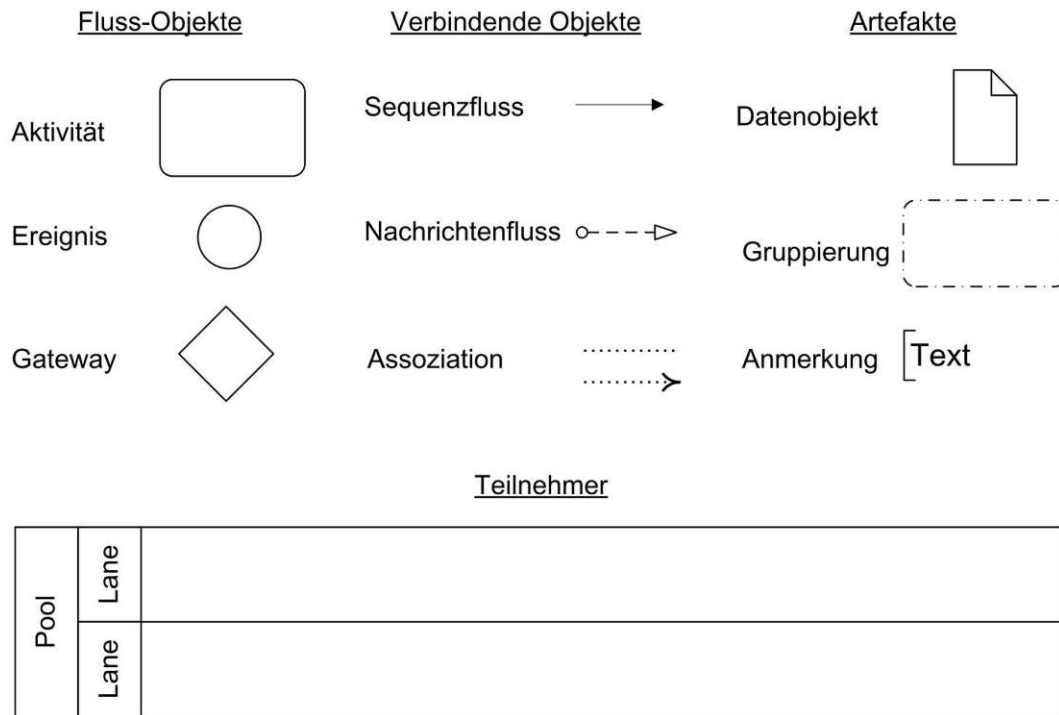 Fluss-Objekte
Verbindende Objekte
Artefakte
Aktivität
Sequenzfluss
Datenobjekt
Ereignis
Nachrichtenfluss
Gruppierung
Gateway
Assoziation
Anmerkung
Text
Teilnehmer
Pool
Lane
Lane